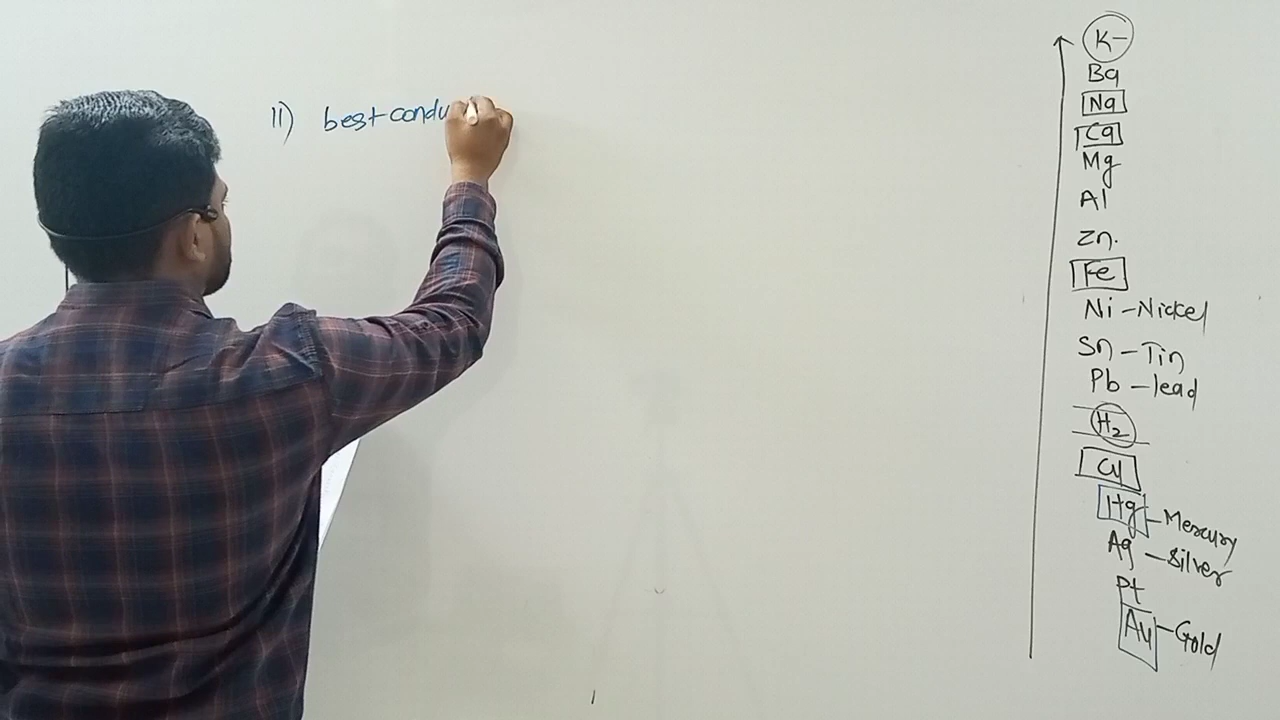 11) best condu
K
Ba
Na
Ca
Mg
Al
Zn.
Fe
Ni - Nickel
Sn - Tin
Pb - lead
H₂
Cu
Hg - Mercury
Ag - Silver
Pt
Au - Gold